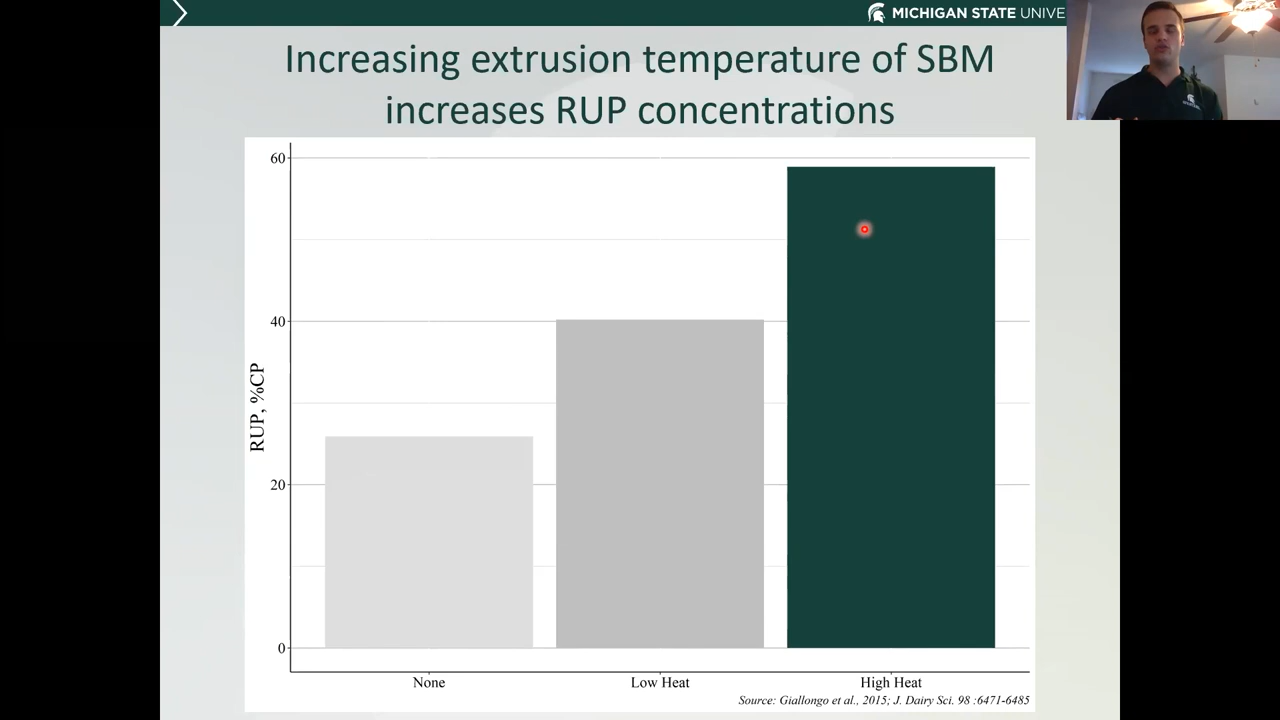 MICHIGAN STATE UNIVE
Increasing extrusion temperature of SBM
increases RUP concentrations
60
40
20
0
RUP, %CP
None
Low Heat
High Heat
Source: Giallongo et al., 2015; J. Dairy Sci. 98 :6471-6485